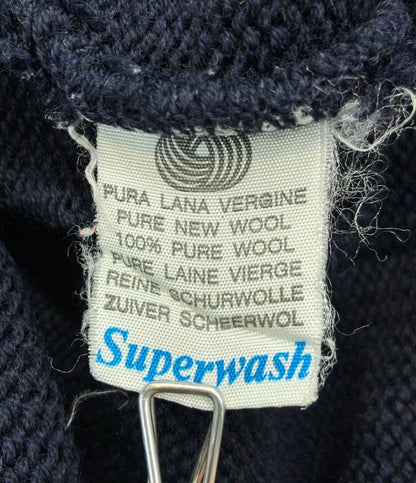 PURA LANA VERGINE
PURE NEW WOOL
100% PURE WOOL
PURE LAINE VIERGE
REINE SCHURWOLLE
ZUIVER SCHEERWOL
Superwash